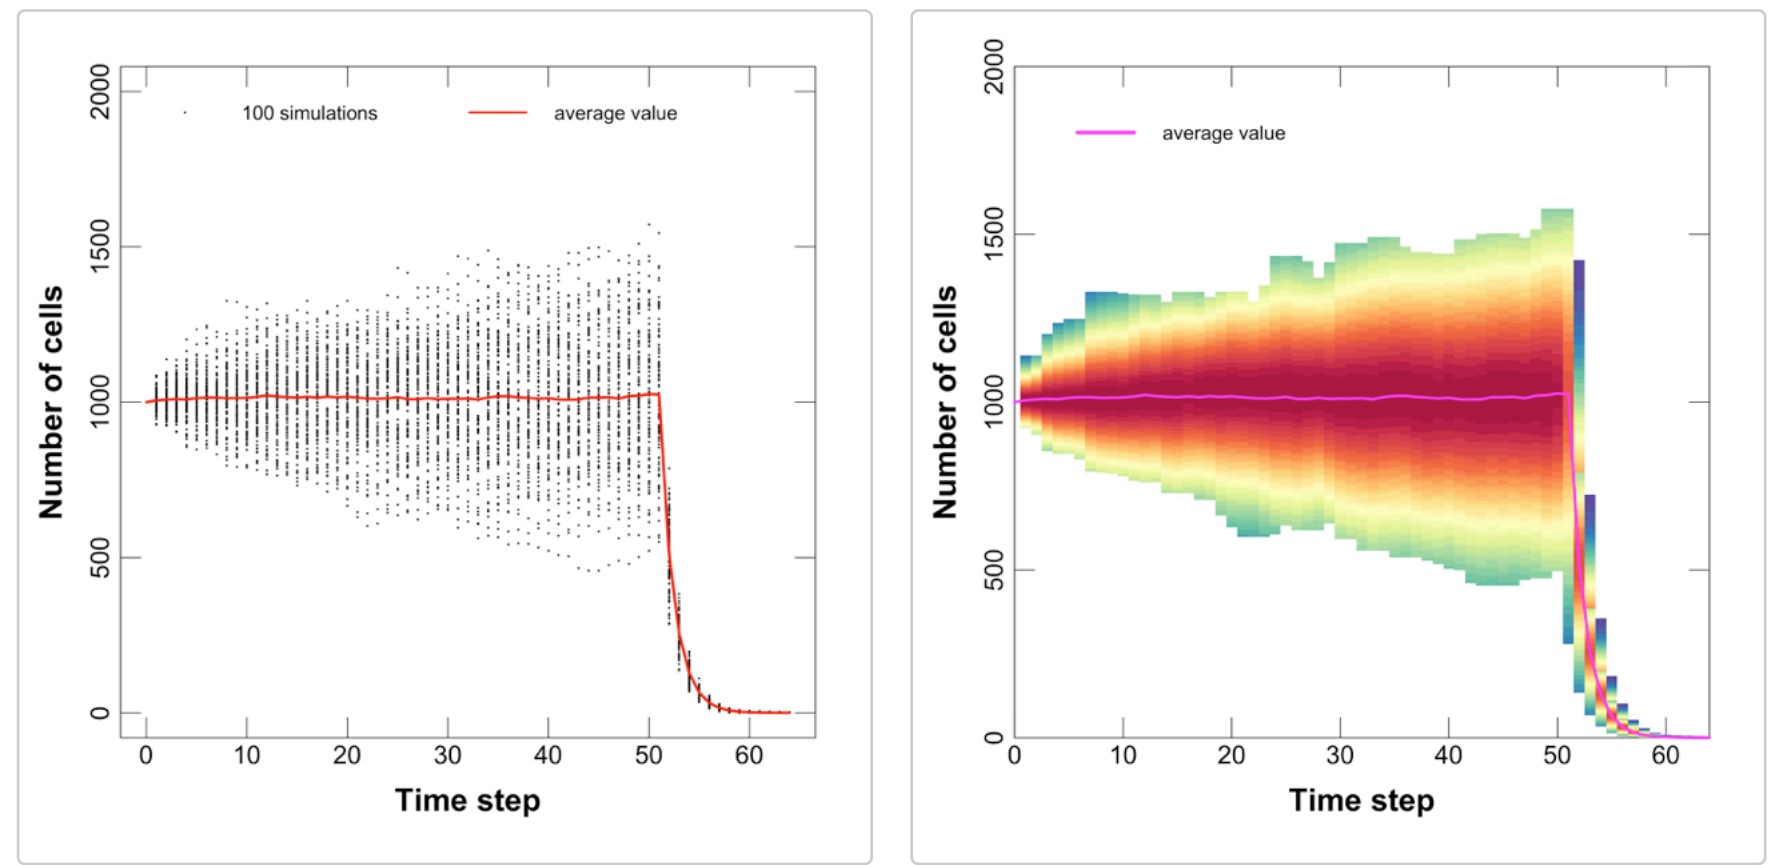 100 simulations average value
Number of cells
2000
1500
1000
500
0
0 10 20 30 40 50 60
Time step
average value
Number of cells
2000
1500
1000
500
0
0 10 20 30 40 50 60
Time step